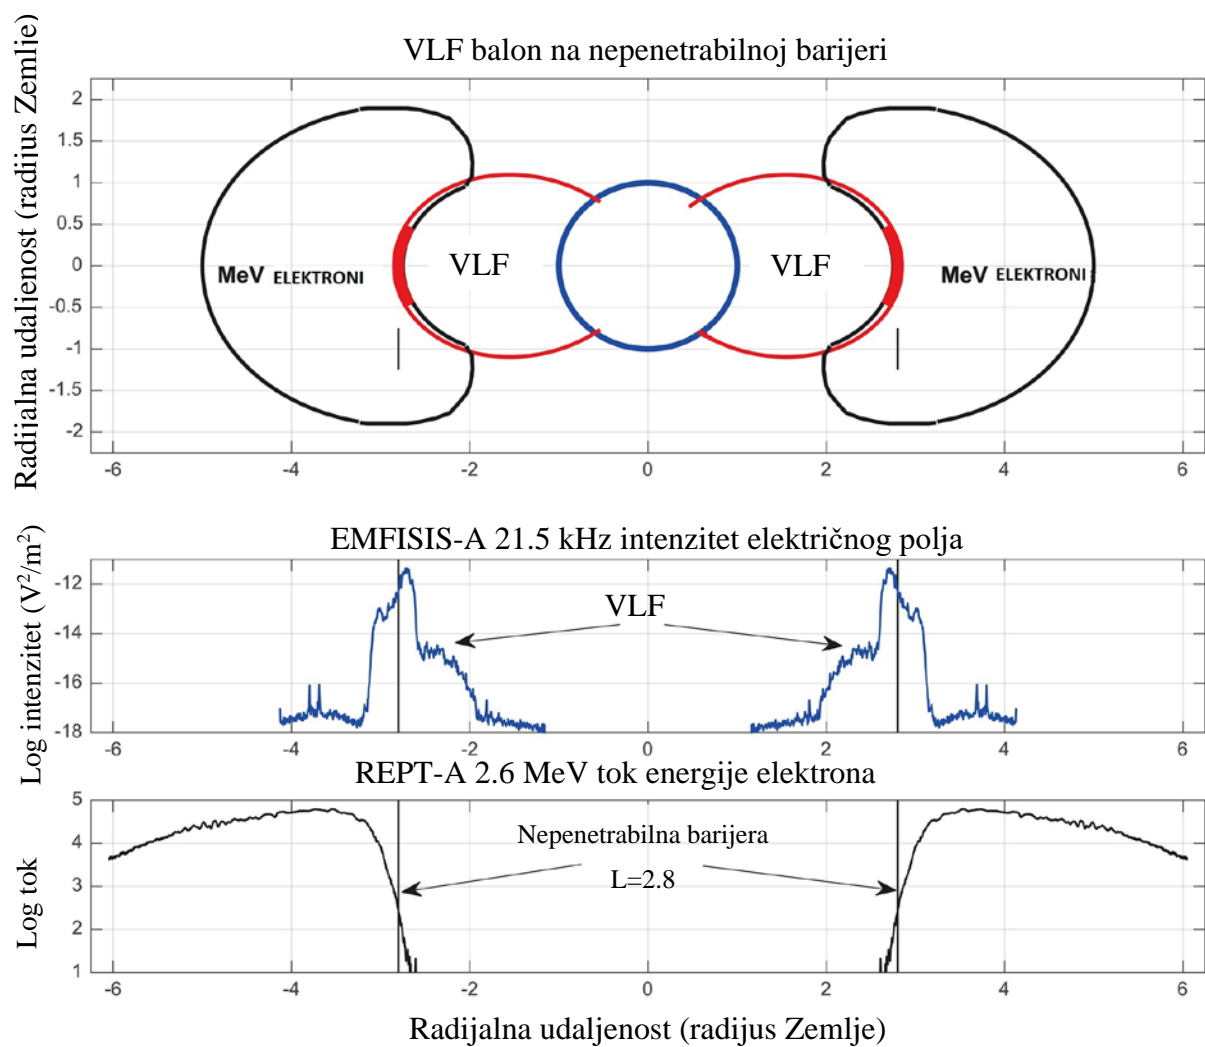 VLF balon na nepenetrabilnoj barijeri
Radijalna udaljenost (radijus Zemlje)
2
1.5
1
0.5
0
-0.5
-1
-1.5
-2
MeV ELEKTRONI
VLF
VLF
MeV ELEKTRONI
-6
-4
-2
0
2
4
6
EMFISIS-A 21.5 kHz intenzitet električnog polja
Log intenzitet (V²/m²)
-12
-14
-16
-18
VLF
-6
-4
-2
0
2
4
6
REPT-A 2.6 MeV tok energije elektrona
Log tok
5
4
3
2
1
Nepenetrabilna barijera
L=2.8
-6
-4
-2
0
2
4
6
Radijalna udaljenost (radijus Zemlje)